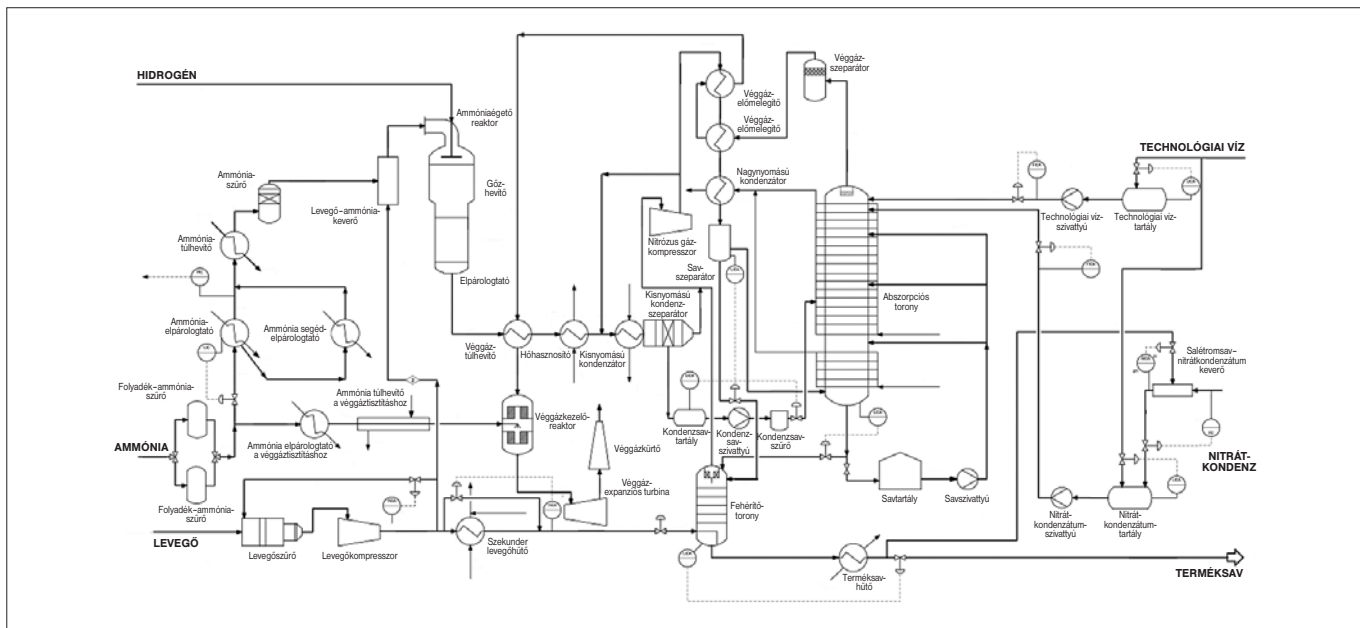 HIDROGÉN
Ammóniaégető
reaktor
Gőz-
hevítő
Elpárologtató
Véggáz-
szeparátor
Véggáz-
előmelegítő
Véggáz-
előmelegítő
Nagynyomású
kondenzátor
TECHNOLÓGIAI VÍZ
Technológiai víz-
szivattyú
Technológiai víz-
tartály
Ammónia-
szűrő
Levegő–ammónia-
keverő
Ammónia-
túlhevítő
Ammónia-
elpárologtató
Ammónia segéd-
elpárologtató
Nitrózus gáz-
kompresszor
Sav-
szeparátor
Kisnyomású
kondenz-
szeparátor
Abszorpciós
torony
Véggáz-
túlhevítő
Hőhasznosító
Kisnyomású
kondenzátor
Salétromsav–
nitrátkondenzátum
keverő
Folyadék–ammónia-
szűrő
Ammónia túlhevítő
a véggáztisztításhoz
Véggázkezelő-
reaktor
Véggázkürtő
Kondenzsav-
tartály
Kondenz-
sav-
szivattyú
Kondenzsav-
szűrő
AMMÓNIA
Ammónia elpárologtató
a véggáztisztításhoz
NITRÁT-
KONDENZ
Folyadék–ammónia-
szűrő
Véggáz-
expanziós turbina
Fehérítő-
torony
Savtartály
Savszivattyú
Nitrát-
kondenzátum-
szivattyú
Nitrát-
kondenzátum-
tartály
LEVEGŐ
Levegőszűrő
Levegőkompresszor
Szekunder
levegőhűtő
Terméksav-
hűtő
TERMÉKSAV